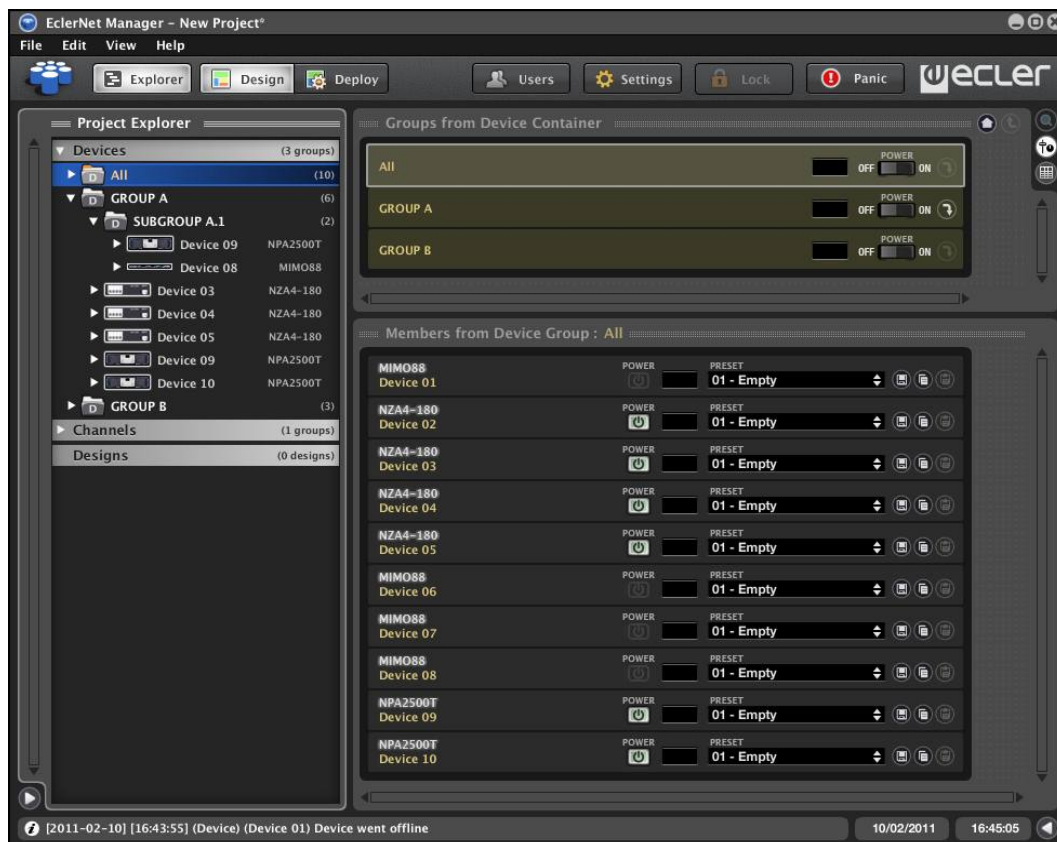 EclerNet Manager - New Project*
File Edit View Help
Explorer Design Deploy Users Settings Lock Panic ecler
Project Explorer
Devices (3 groups)
D All (10)
D GROUP A (6)
D SUBGROUP A.1 (2)
Device 09 NPA2500T
Device 08 MIMO88
Device 03 NZA4-180
Device 04 NZA4-180
Device 05 NZA4-180
Device 09 NPA2500T
Device 10 NPA2500T
D GROUP B (3)
Channels (1 groups)
Designs (0 designs)
Groups from Device Container
All OFF POWER ON
GROUP A OFF POWER ON
GROUP B OFF POWER ON
Members from Device Group : All
MIMO88 POWER PRESET
Device 01 01 - Empty
NZA4-180 POWER PRESET
Device 02 01 - Empty
NZA4-180 POWER PRESET
Device 03 01 - Empty
NZA4-180 POWER PRESET
Device 04 01 - Empty
NZA4-180 POWER PRESET
Device 05 01 - Empty
MIMO88 POWER PRESET
Device 06 01 - Empty
MIMO88 POWER PRESET
Device 07 01 - Empty
MIMO88 POWER PRESET
Device 08 01 - Empty
NPA2500T POWER PRESET
Device 09 01 - Empty
NPA2500T POWER PRESET
Device 10 01 - Empty
[2011-02-10] [16:43:55] (Device) (Device 01) Device went offline 10/02/2011 16:45:05